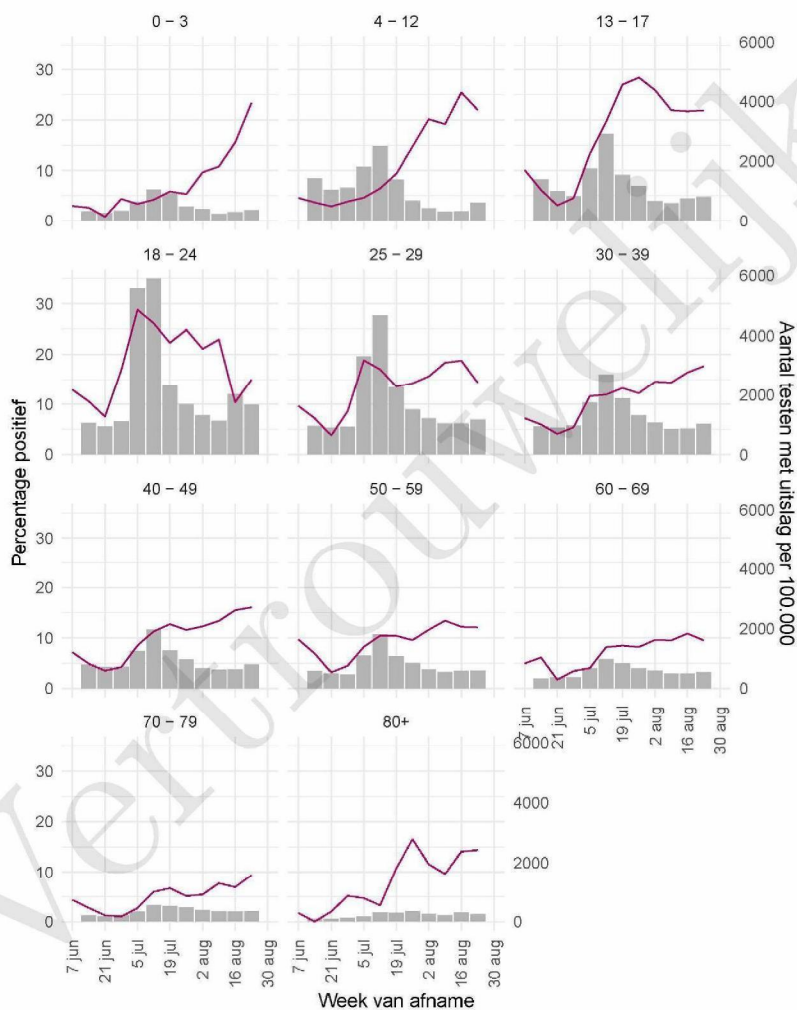 0 − 3
4 − 12
13 − 17
30
20
10
0
6000
4000
2000
0
18 − 24
25 − 29
30 − 39
30
20
10
0
6000
4000
2000
0
40 − 49
50 − 59
60 − 69
30
20
10
0
6000
4000
2000
0
7 jun
21 jun
5 jul
19 jul
2 aug
16 aug
30 aug
70 − 79
80+
30
20
10
0
6000
4000
2000
0
7 jun
21 jun
5 jul
19 jul
2 aug
16 aug
30 aug
7 jun
21 jun
5 jul
19 jul
2 aug
16 aug
30 aug
Percentage positief
Aantal testen met uitslag per 100.0000
Week van afname
Vertrouwelijk